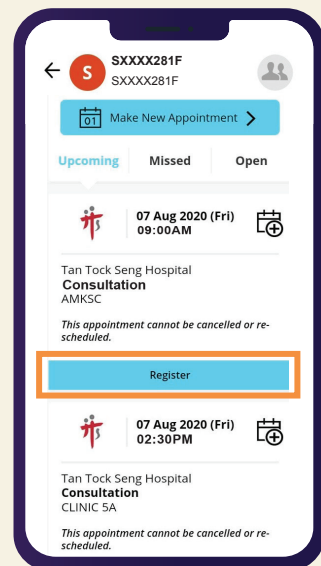 SXXXX281F
S
SXXXX281F
01 Make New Appointment
Upcoming Missed Open
07 Aug 2020 (Fri)
09:00AM
Tan Tock Seng Hospital
Consultation
AMKSC
This appointment cannot be cancelled or re-
scheduled.
Register
07 Aug 2020 (Fri)
02:30PM
Tan Tock Seng Hospital
Consultation
CLINIC 5A
This appointment cannot be cancelled or re-
scheduled.